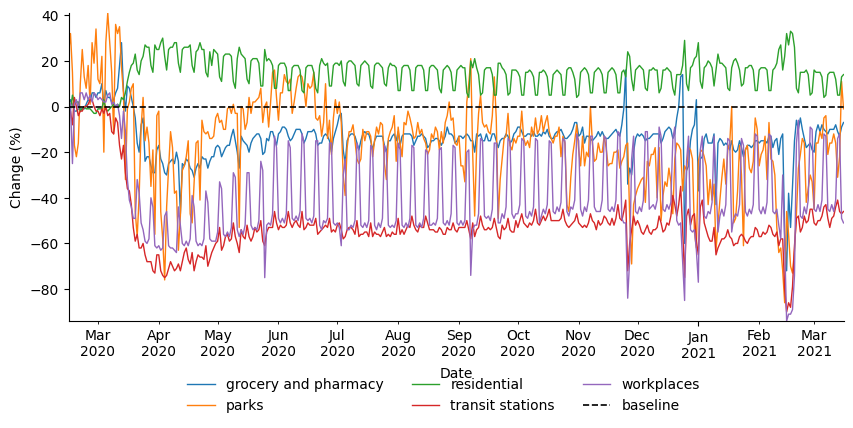 40
20
0
−20
−40
−60
−80
Change (%)
Mar Apr May Jun Jul Aug Sep Oct Nov Dec Jan Feb Mar
2020 2020 2020 2020 2020 2020 2020 2020 2020 2020 2021 2021 2021
Date
grocery and pharmacy residential workplaces
parks transit stations baseline